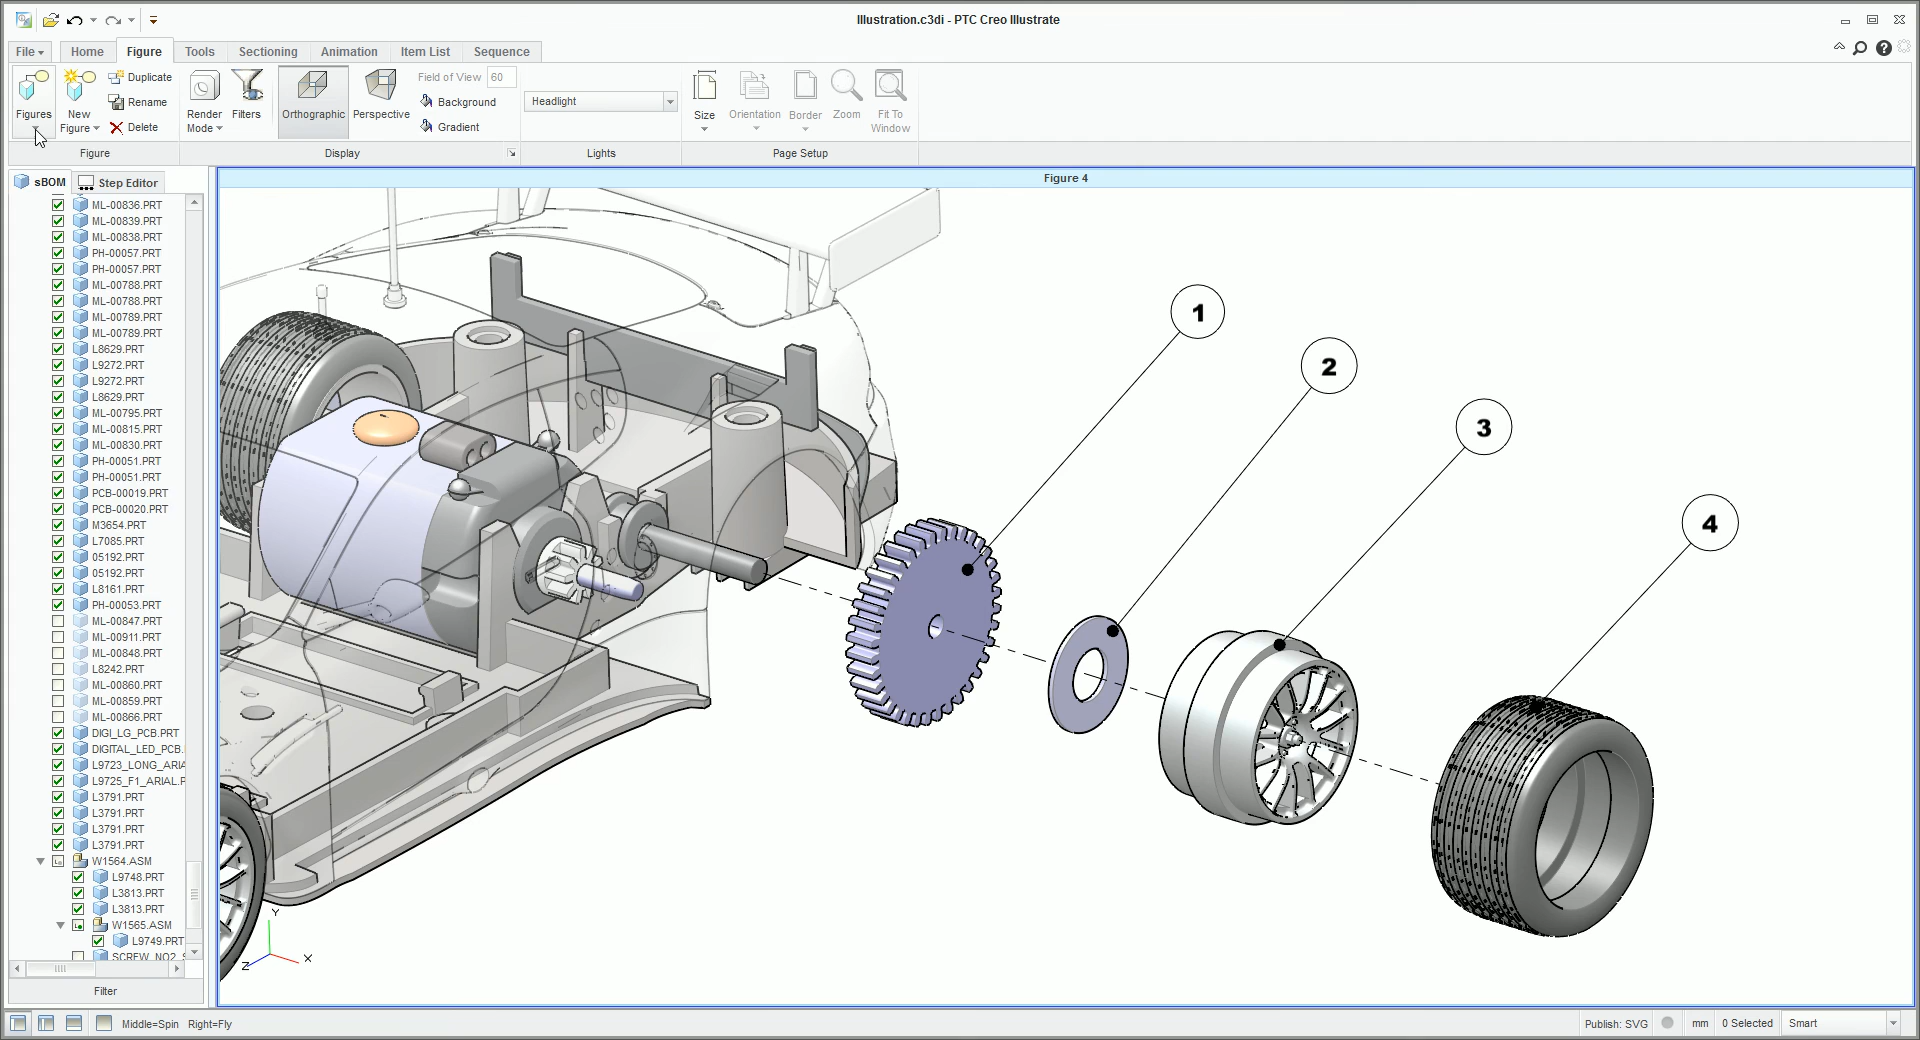 Illustration.c3di - PTC Creo Illustrate
File
Home
Figure
Tools
Sectioning
Animation
Item List
Sequence
Figures
New Figure
Duplicate
Rename
Delete
Render Mode
Filters
Orthographic
Perspective
Field of View 60
Background
Gradient
Headlight
Size
Orientation
Border
Zoom
Fit To Window
Figure
Display
Lights
Page Setup
sBOM
Step Editor
Figure 4
ML-00836.PRT
ML-00839.PRT
ML-00838.PRT
PH-00057.PRT
PH-00057.PRT
ML-00788.PRT
ML-00788.PRT
ML-00789.PRT
ML-00789.PRT
L8629.PRT
L9272.PRT
L9272.PRT
L8629.PRT
ML-00795.PRT
ML-00815.PRT
ML-00830.PRT
PH-00051.PRT
PH-00051.PRT
PCB-00019.PRT
PCB-00020.PRT
M3654.PRT
L7085.PRT
05192.PRT
05192.PRT
L8161.PRT
PH-00053.PRT
ML-00847.PRT
ML-00911.PRT
ML-00848.PRT
L8242.PRT
ML-00860.PRT
ML-00859.PRT
ML-00866.PRT
DIGI_LG_PCB.PRT
DIGITAL_LED_PCB.
L9723_LONG_ARIA
L9725_F1_ARIAL.P
L3791.PRT
L3791.PRT
L3791.PRT
L3791.PRT
W1564.ASM
L9748.PRT
L3813.PRT
L3813.PRT
W1565.ASM
L9749.PRT
Filter
1
2
3
4
Y
X
Z
Middle=Spin Right=Fly
Publish: SVG
mm
0 Selected
Smart